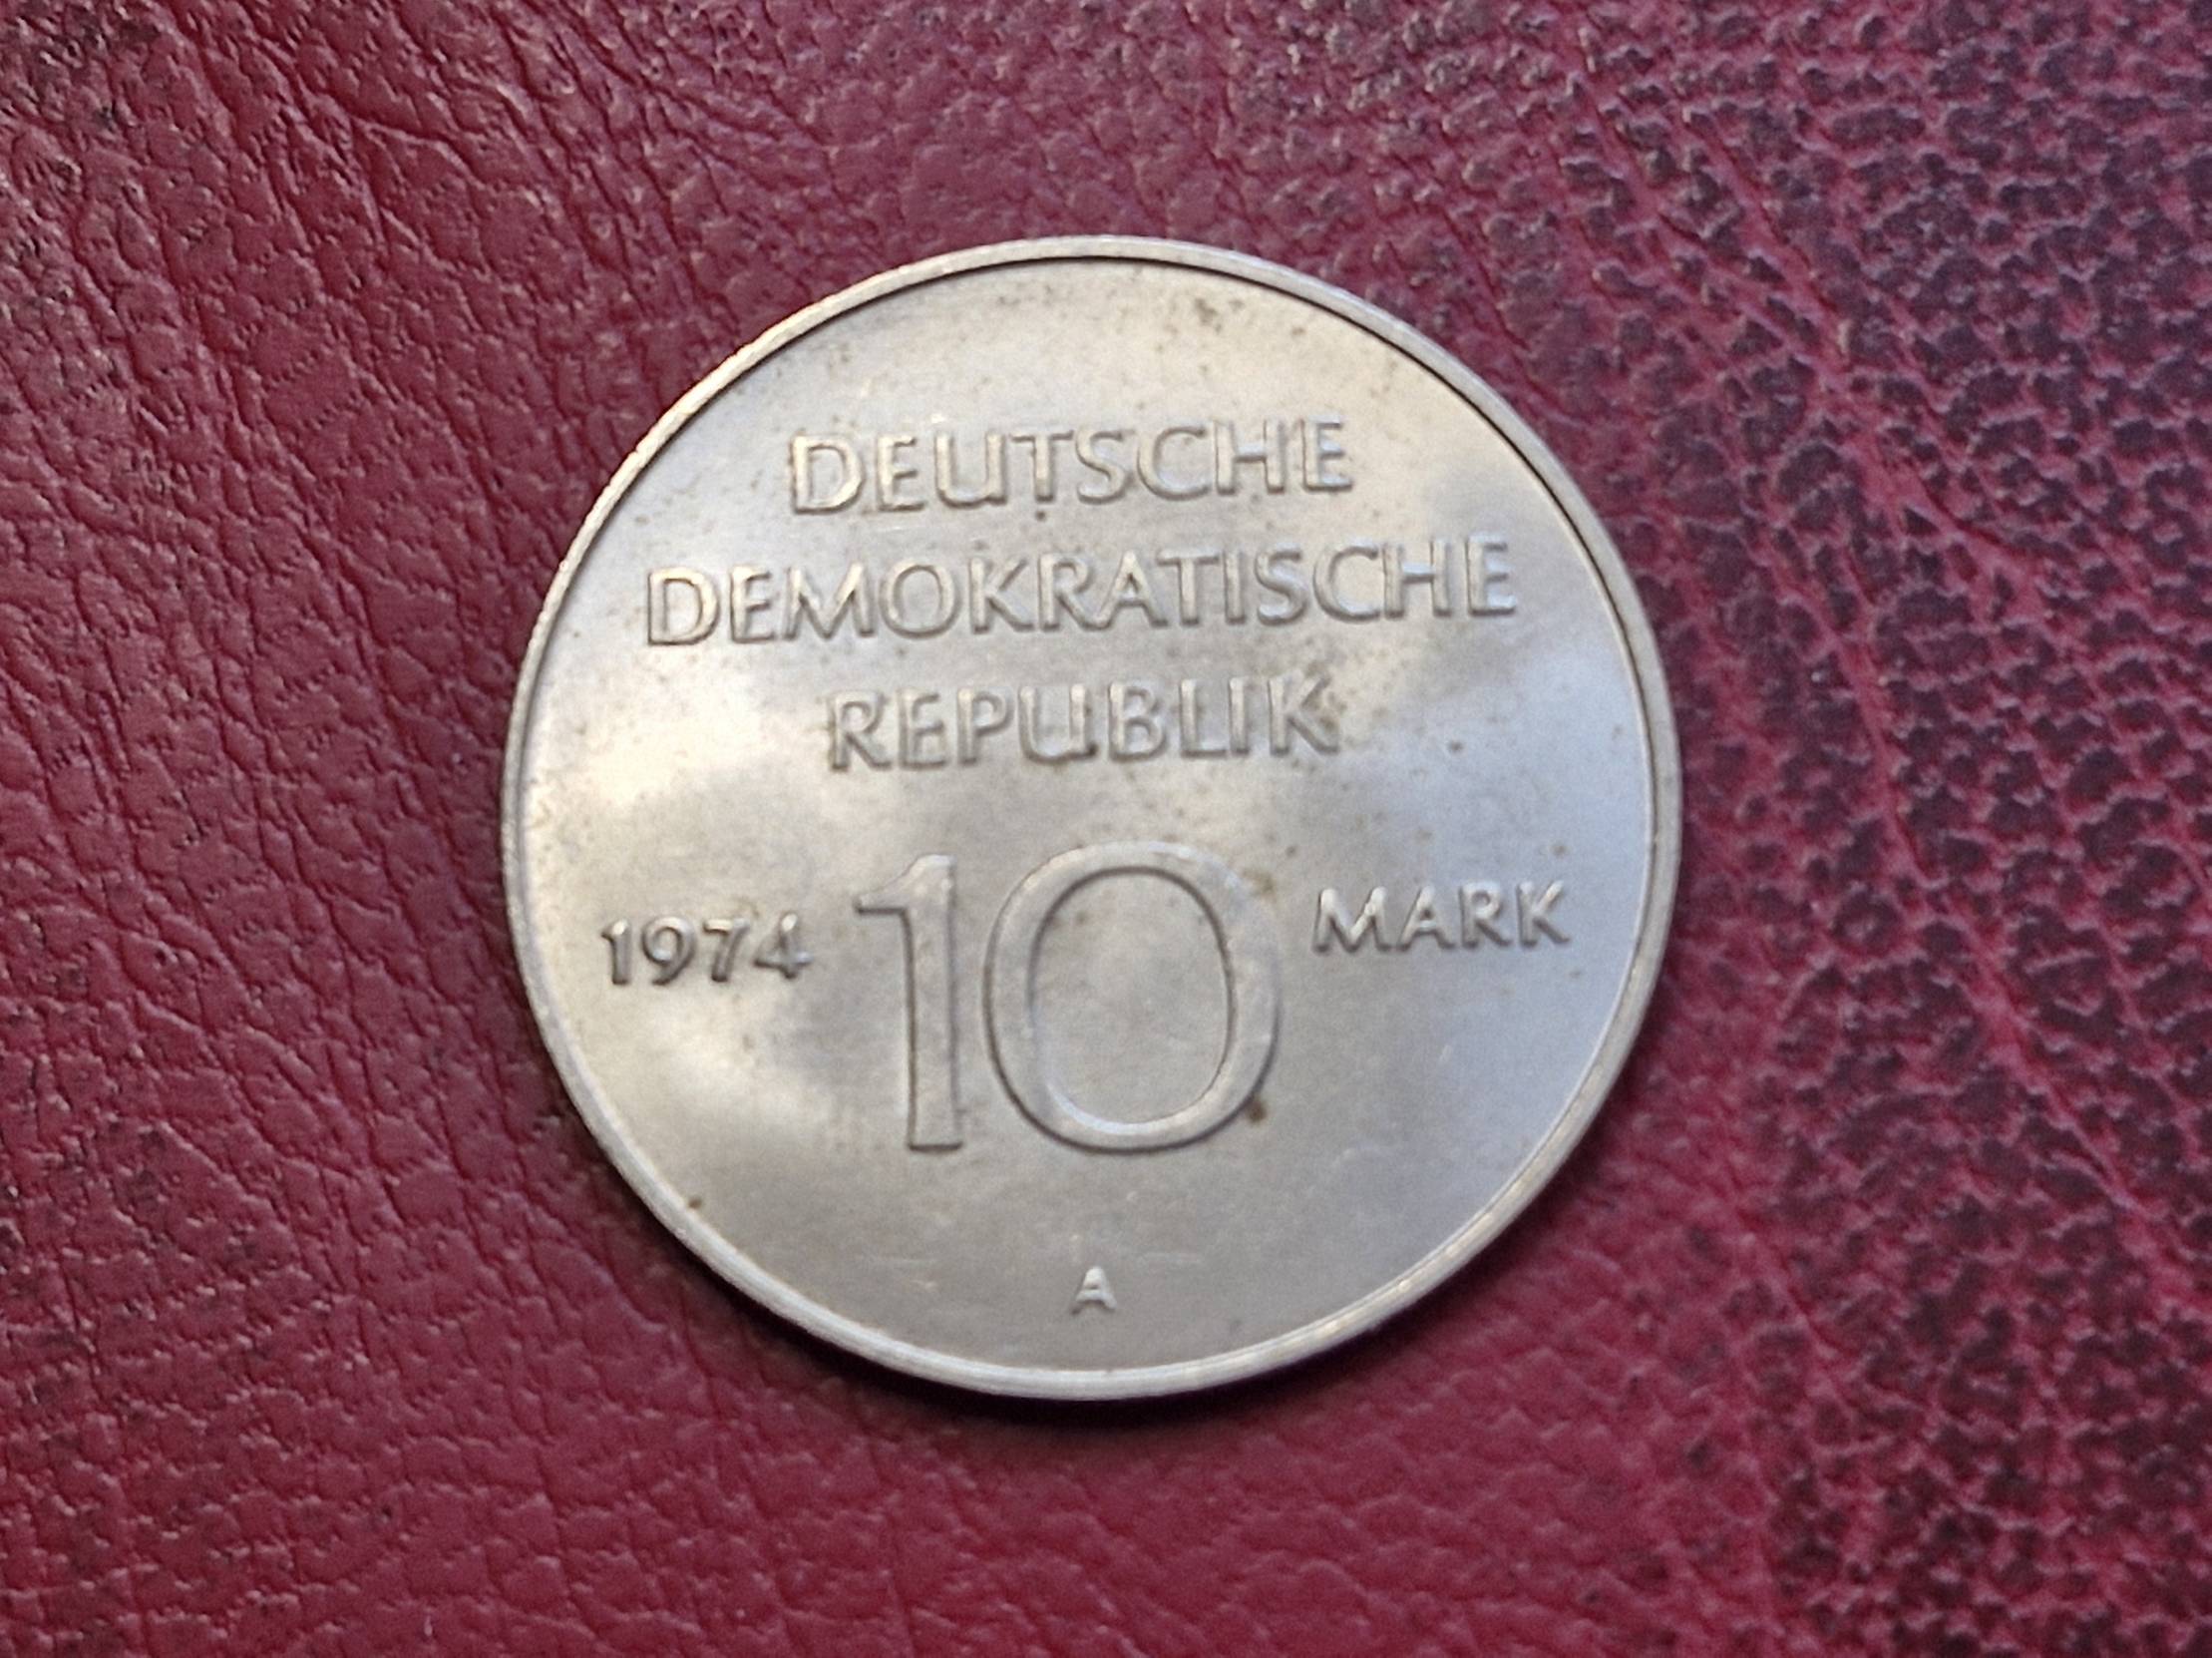 DEUTSCHE
DEMOKRATISCHE
REPUBLIK
1974 10 MARK
A